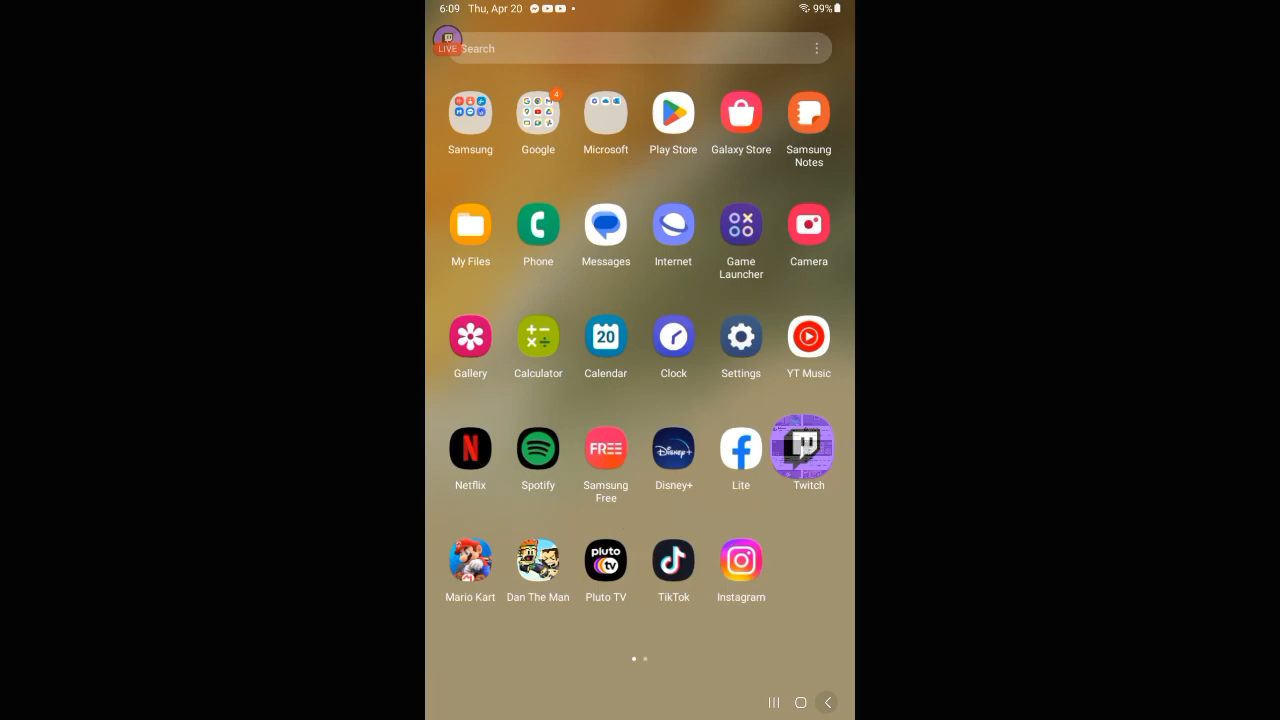 6:09 Thu, Apr 20
99%
LIVE
Search
4
Samsung
Google
Microsoft
Play Store
Galaxy Store
Samsung
Notes
My Files
Phone
Messages
Internet
Game
Launcher
Camera
20
Gallery
Calculator
Calendar
Clock
Settings
YT Music
N
FREE
Disney+
f
Netflix
Spotify
Samsung
Free
Disney+
Lite
Twitch
pluto
tv
Mario Kart
Dan The Man
Pluto TV
TikTok
Instagram